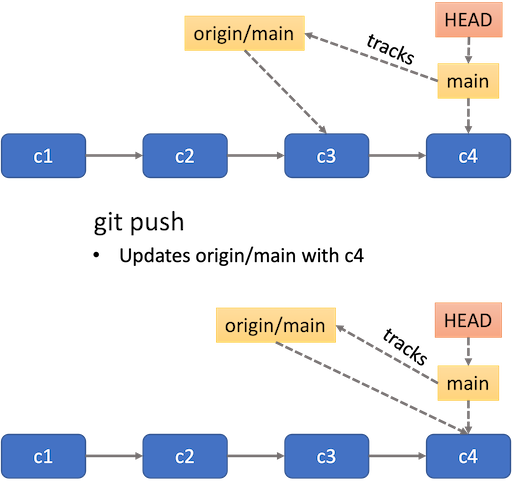 HEAD
origin/main
tracks
main
c1
c2
c3
c4
git push
• Updates origin/main with c4
HEAD
origin/main
tracks
main
c1
c2
c3
c4